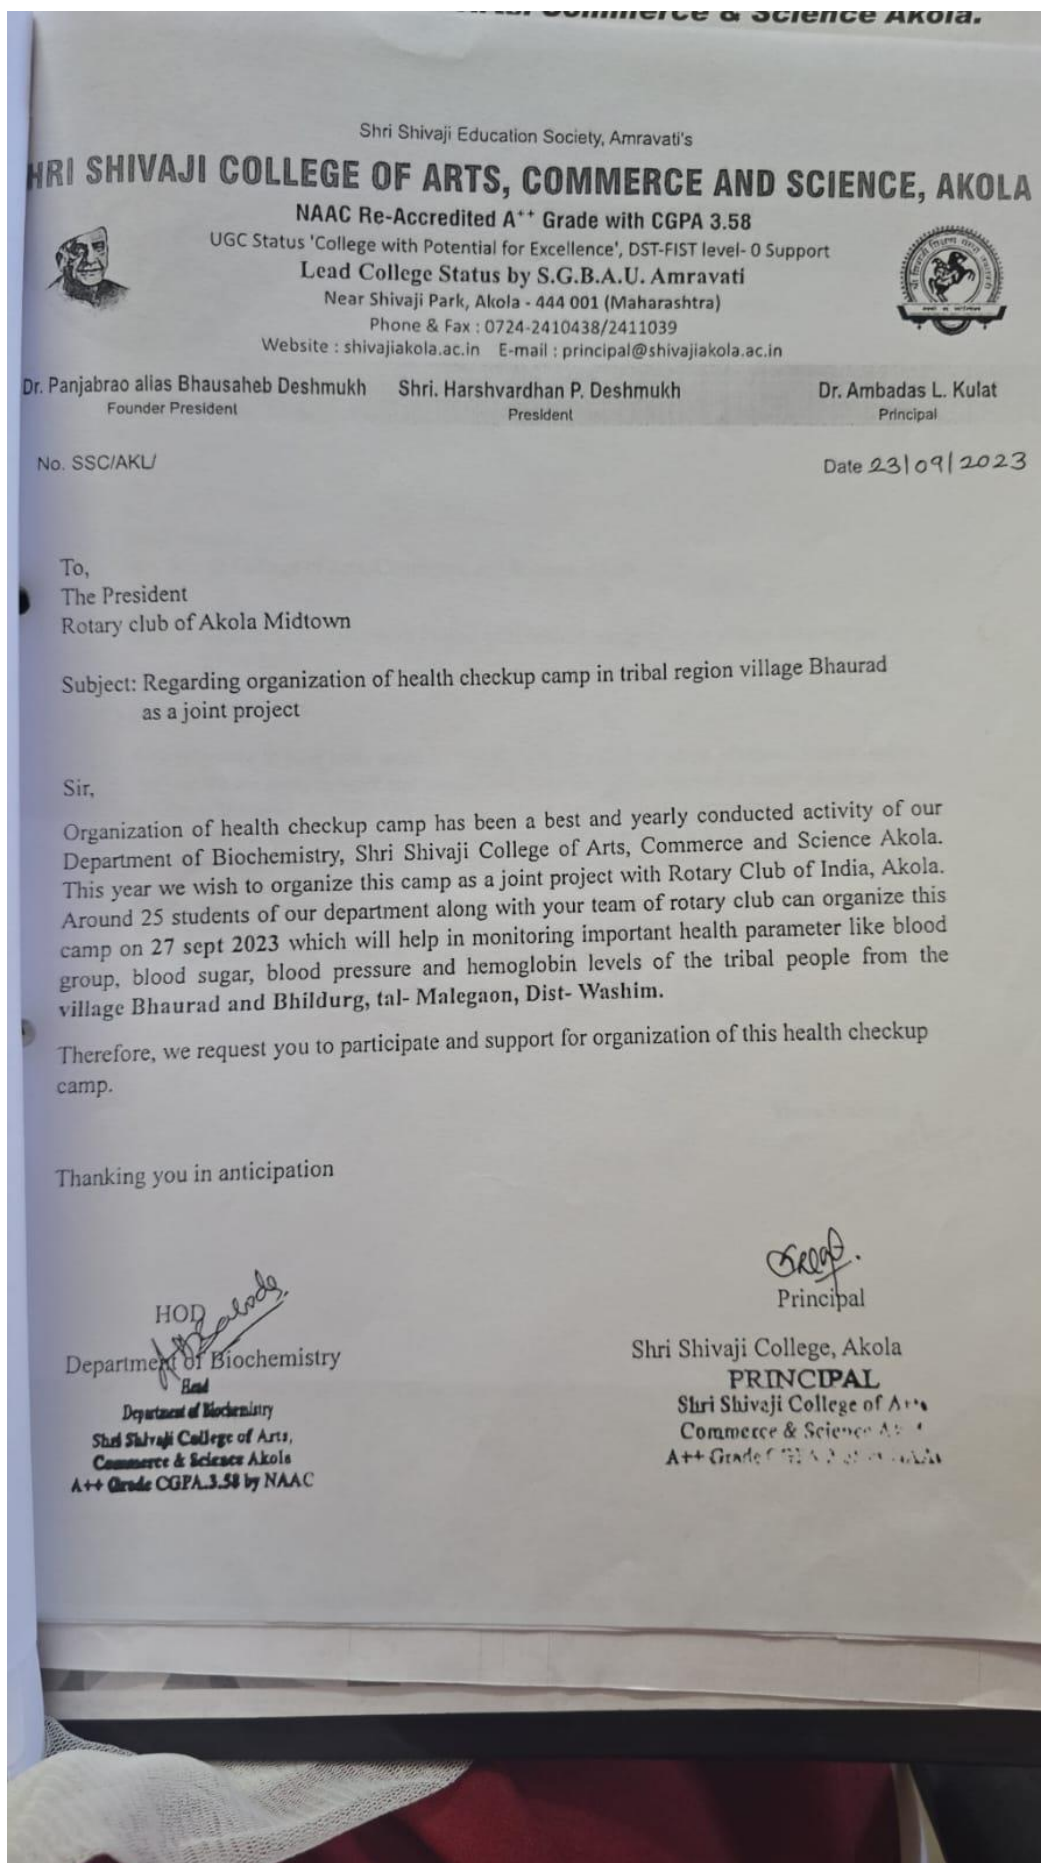 Commerce & Science Akola.
Shri Shivaji Education Society, Amravati's
HRI SHIVAJI COLLEGE OF ARTS, COMMERCE AND SCIENCE, AKOLA
NAAC Re-Accredited A++ Grade with CGPA 3.58
UGC Status 'College with Potential for Excellence', DST-FIST level- 0 Support
Lead College Status by S.G.B.A.U. Amravati
Near Shivaji Park, Akola - 444 001 (Maharashtra)
Phone & Fax : 0724-2410438/2411039
Website : shivajiakola.ac.in E-mail : principal@shivajiakola.ac.in
Dr. Panjabrao alias Bhausaheb Deshmukh Shri. Harshvardhan P. Deshmukh Dr. Ambadas L. Kulat
Founder President President Principal
No. SSC/AKL/ Date 23|09|2023
To,
The President
Rotary club of Akola Midtown
Subject: Regarding organization of health checkup camp in tribal region village Bhaurad
as a joint project
Sir,
Organization of health checkup camp has been a best and yearly conducted activity of our
Department of Biochemistry, Shri Shivaji College of Arts, Commerce and Science Akola.
This year we wish to organize this camp as a joint project with Rotary Club of India, Akola.
Around 25 students of our department along with your team of rotary club can organize this
camp on 27 sept 2023 which will help in monitoring important health parameter like blood
group, blood sugar, blood pressure and hemoglobin levels of the tribal people from the
village Bhaurad and Bhildurg, tal- Malegaon, Dist- Washim.
Therefore, we request you to participate and support for organization of this health checkup
camp.
Thanking you in anticipation
HOD
Department of Biochemistry
Head
Department of Biochemistry
Shri Shivaji College of Arts,
Commerce & Science Akola
A++ Grade CGPA.3.58 by NAAC
Principal
Shri Shivaji College, Akola
PRINCIPAL
Shri Shivaji College of
Commerce & Science
A++ Grade